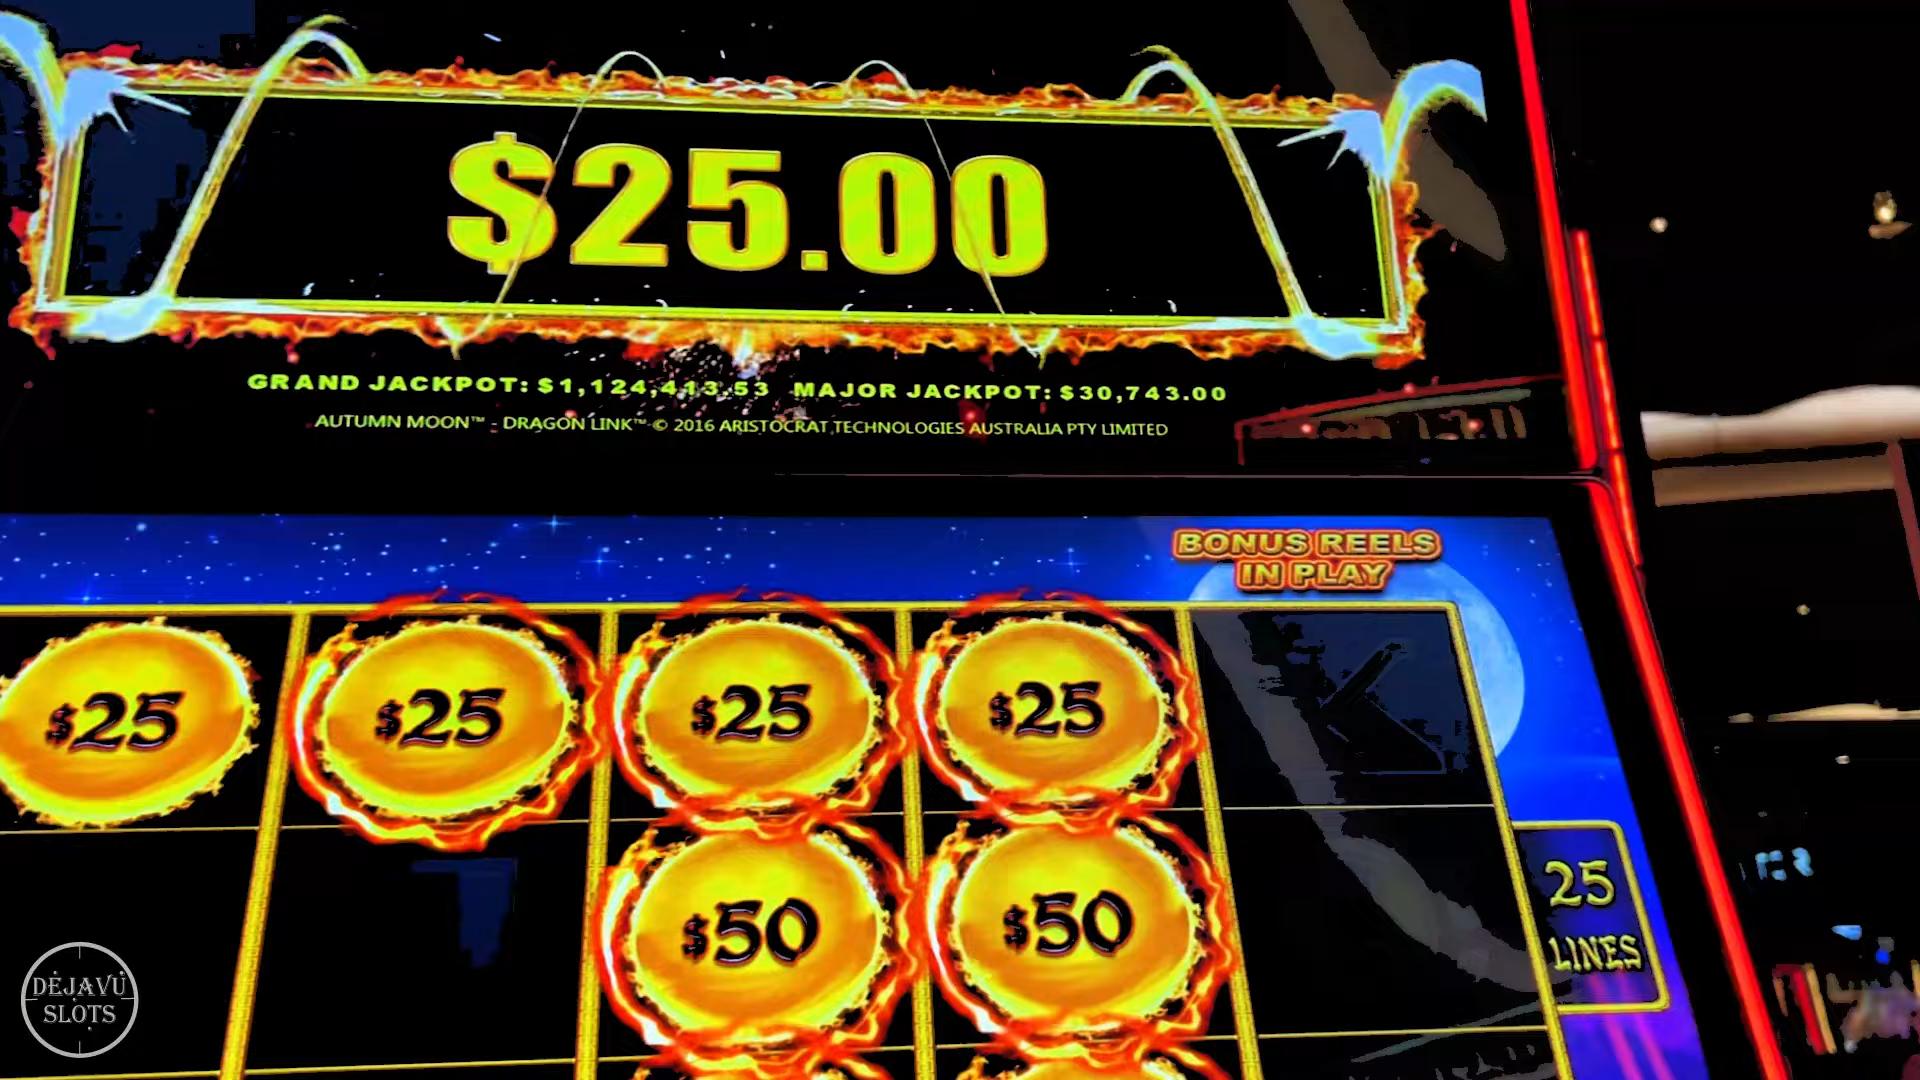 $25.00
GRAND JACKPOT: $1,124,413.53 MAJOR JACKPOT: $30,743.00
AUTUMN MOON™ - DRAGON LINK™ © 2016 ARISTOCRAT TECHNOLOGIES AUSTRALIA PTY LIMITED
BONUS REELS
IN PLAY
$25 $25 $25 $25
$50 $50
25
LINES
DÉJAVÚ
SLOTS